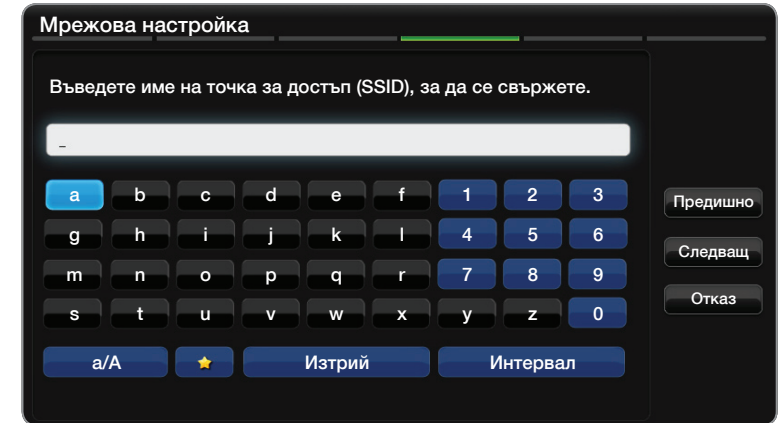 Мрежова настройка
Въведете име на точка за достъп (SSID), за да се свържете.
_
a b c d e f 1 2 3
g h i j k l 4 5 6
m n o p q r 7 8 9
s t u v w x y z 0
a/A Изтрий Интервал
Предишно
Следващ
Отказ